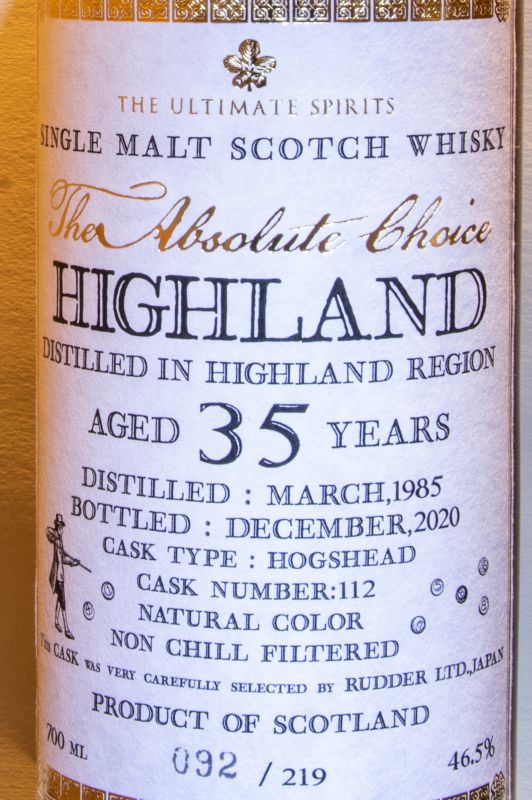 THE ULTIMATE SPIRITS
SINGLE MALT SCOTCH WHISKY
The Absolute Choice
HIGHLAND
DISTILLED IN HIGHLAND REGION
AGED 35 YEARS
DISTILLED : MARCH,1985
BOTTLED : DECEMBER,2020
CASK TYPE : HOGSHEAD
CASK NUMBER:112
NATURAL COLOR
NON CHILL FILTERED
THIS CASK WAS VERY CAREFULLY SELECTED BY RUDDER LTD.,JAPAN
PRODUCT OF SCOTLAND
700 ML 092 / 219 46.5%